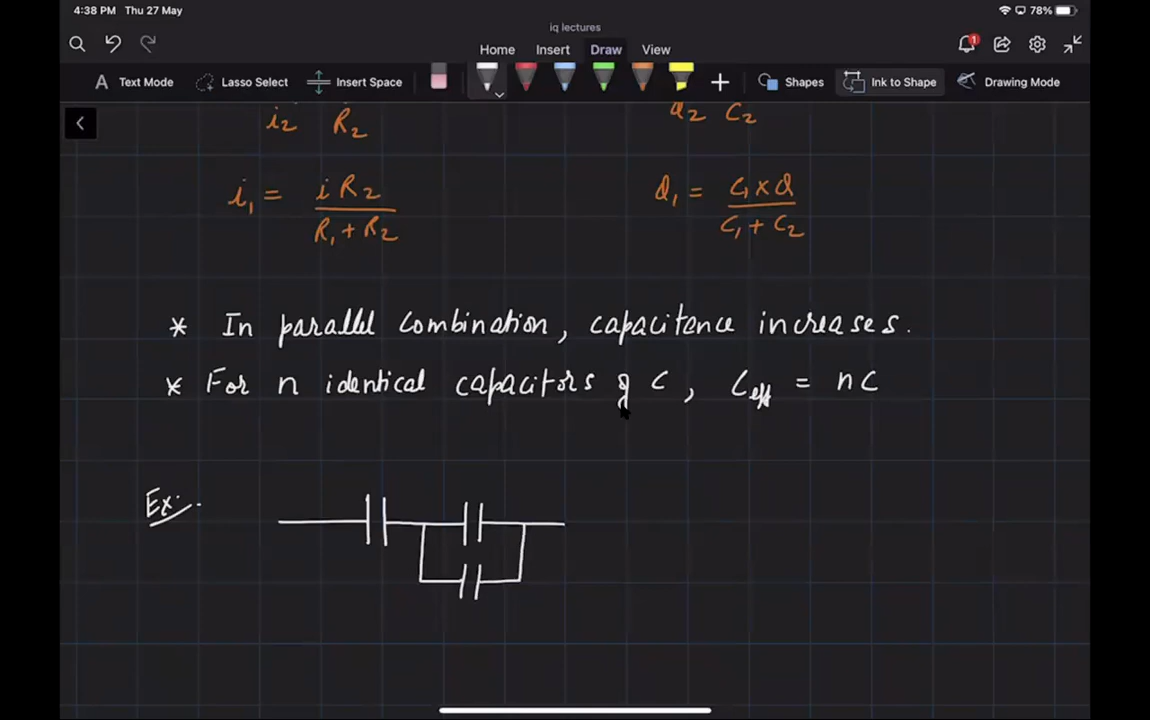 4:38 PM Thu 27 May 78%
iq lectures
Home Insert Draw View
1
A Text Mode Lasso Select Insert Space Shapes Ink to Shape Drawing Mode
i₂ R₂ Q₂ C₂
i₁ = i R₂ / R₁ + R₂ Q₁ = C₁ x Q / C₁ + C₂
* In parallel combination, capacitence increases.
* For n identical capacitors of C, Ceff = nC
Ex: